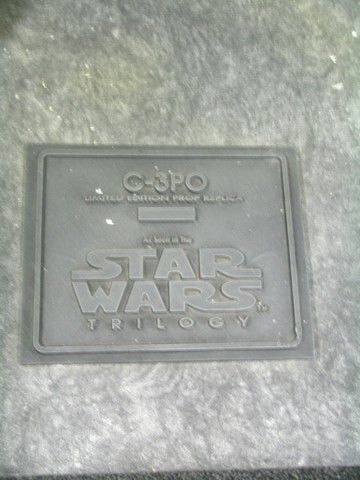 C-3PO
LIMITED EDITION PROP REPLICA
As Seen in the
STAR
WARS
TRILOGY